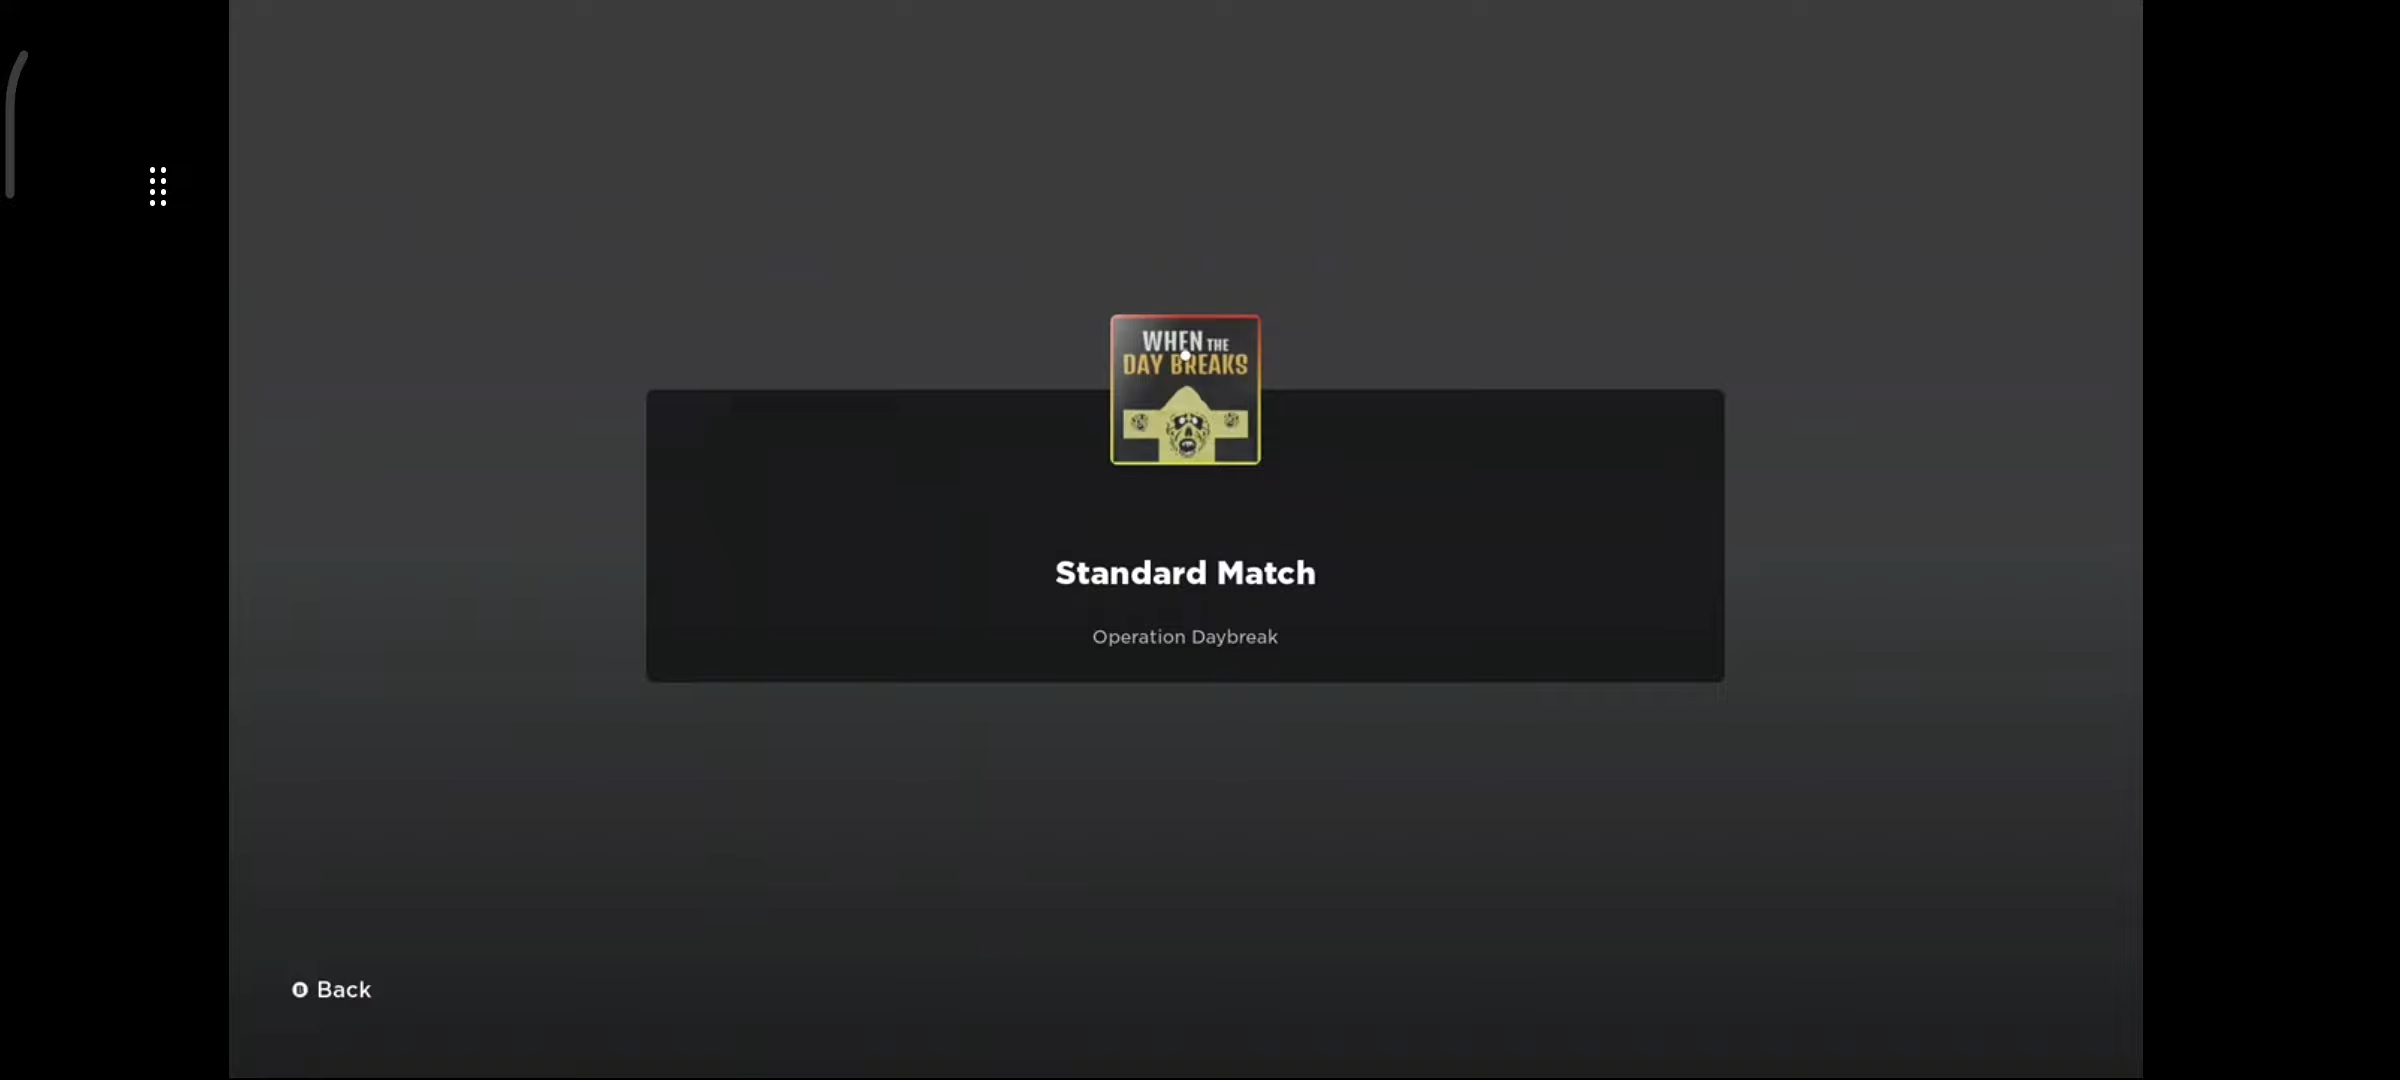 WHEN THE
DAY BREAKS
Standard Match
Operation Daybreak
B Back